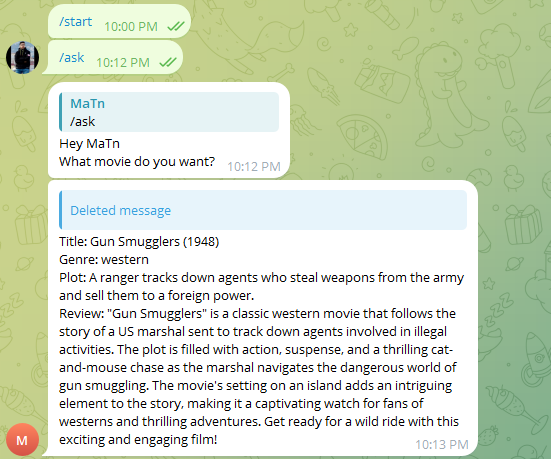 /start 10:00 PM
/ask 10:12 PM
MaTn
/ask
Hey MaTn
What movie do you want? 10:12 PM
Deleted message
Title: Gun Smugglers (1948)
Genre: western
Plot: A ranger tracks down agents who steal weapons from the army
and sell them to a foreign power.
Review: "Gun Smugglers" is a classic western movie that follows the
story of a US marshal sent to track down agents involved in illegal
activities. The plot is filled with action, suspense, and a thrilling cat-
and-mouse chase as the marshal navigates the dangerous world of
gun smuggling. The movie's setting on an island adds an intriguing
element to the story, making it a captivating watch for fans of
westerns and thrilling adventures. Get ready for a wild ride with this
exciting and engaging film! 10:13 PM
M